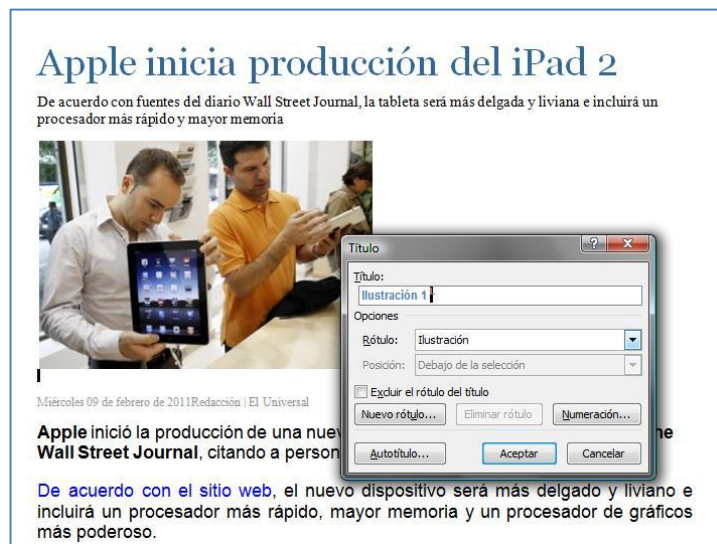 Apple inicia producción del iPad 2
De acuerdo con fuentes del diario Wall Street Journal, la tableta será más delgada y liviana e incluirá un
procesador más rápido y mayor memoria
Título
Título:
Ilustración 1
Opciones
Rótulo: Ilustración
Posición: Debajo de la selección
Excluir el rótulo del título
Nuevo rótulo... Eliminar rótulo Numeración...
Autotítulo... Aceptar Cancelar
Miércoles 09 de febrero de 2011Redacción | El Universal
Apple inició la producción de una nue
Wall Street Journal, citando a person
De acuerdo con el sitio web, el nuevo dispositivo será más delgado y liviano e
incluirá un procesador más rápido, mayor memoria y un procesador de gráficos
más poderoso.